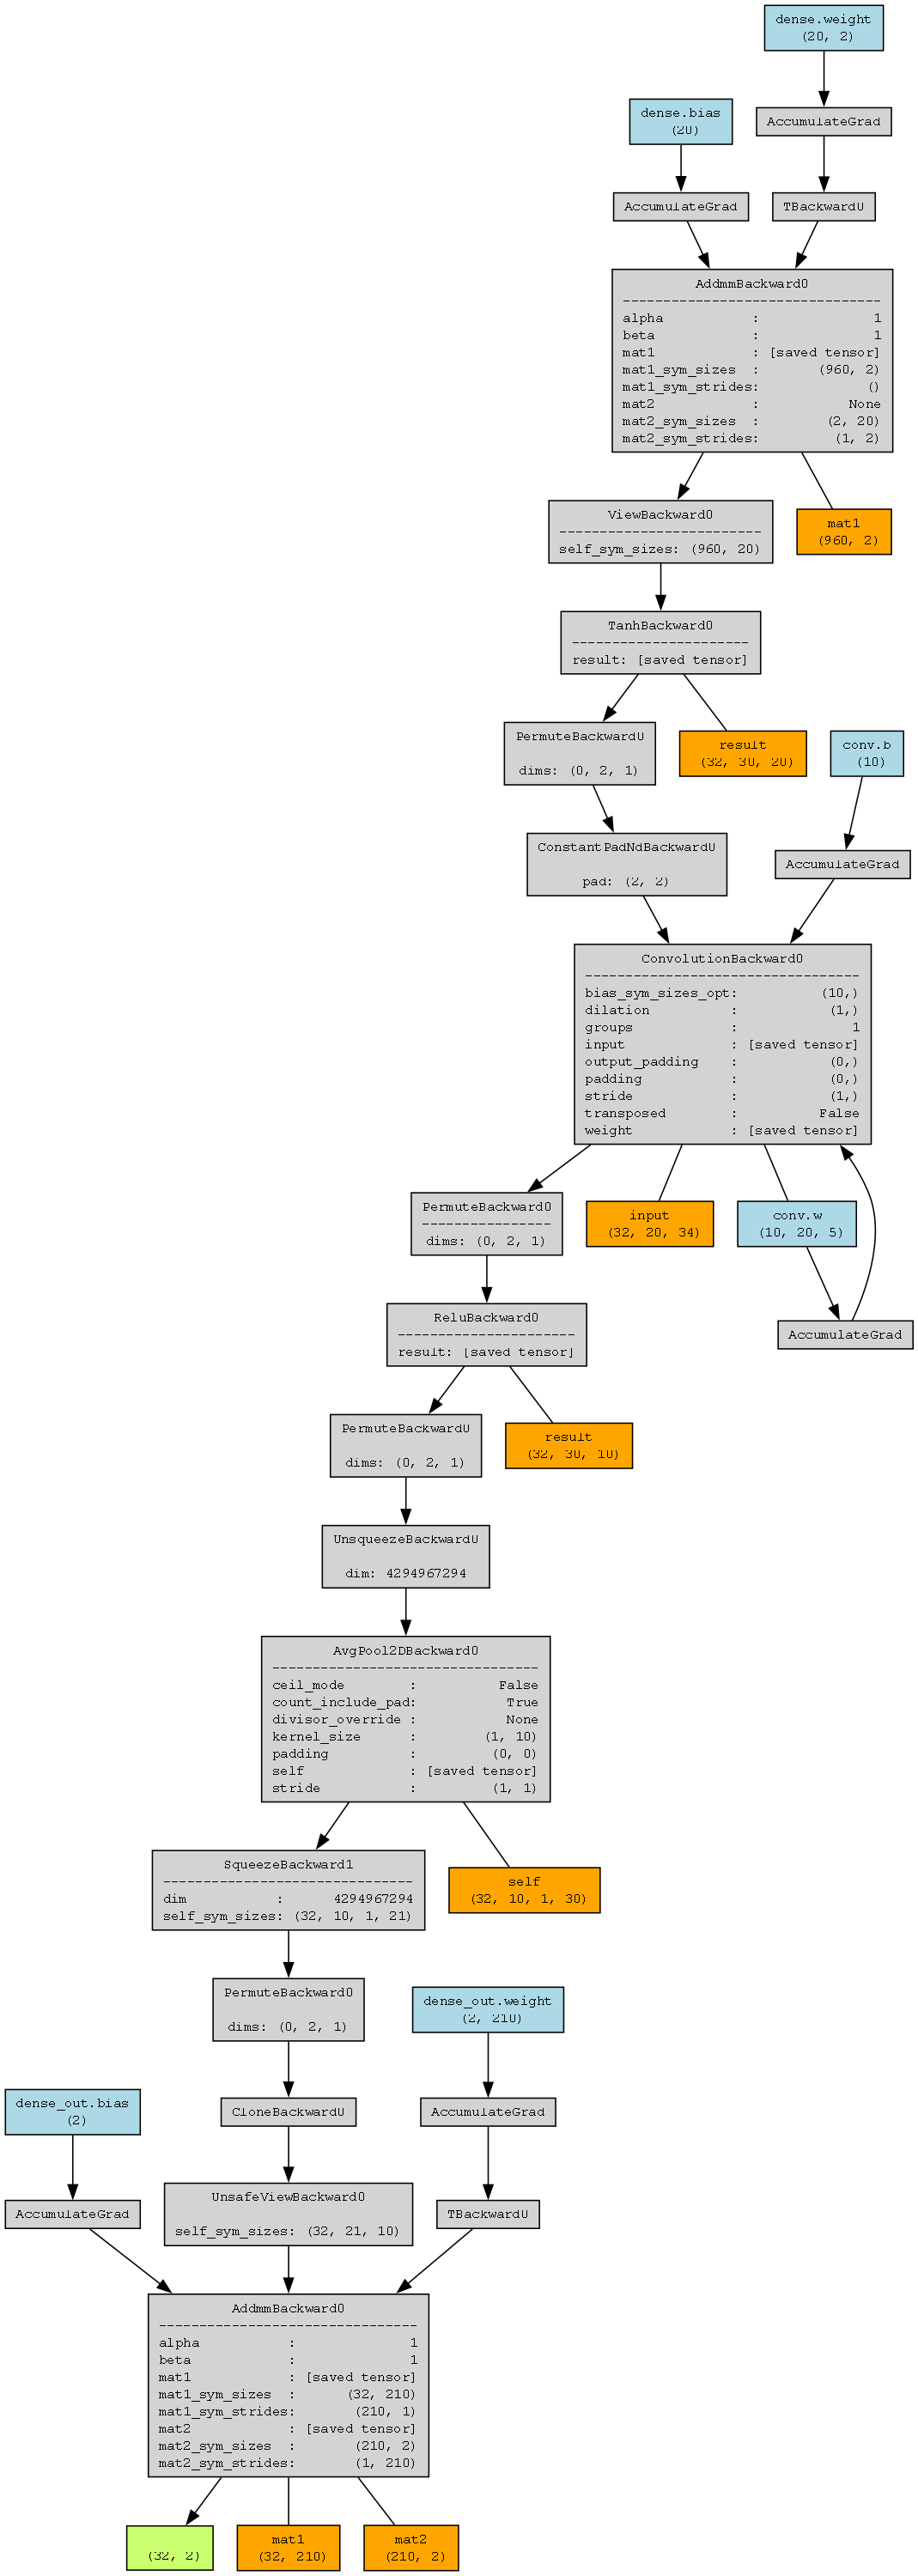 dense.weight
(20, 2)
dense.bias
(20)
AccumulateGrad
AccumulateGrad
TBackward0
AddmmBackward0
--------------------------------
alpha : 1
beta : 1
mat1 : [saved tensor]
mat1_sym_sizes : (960, 2)
mat1_sym_strides: ()
mat2 : None
mat2_sym_sizes : (2, 20)
mat2_sym_strides: (1, 2)
ViewBackward0
-------------------------
self_sym_sizes: (960, 20)
mat1
(960, 2)
TanhBackward0
----------------------
result: [saved tensor]
PermuteBackward0
dims: (0, 2, 1)
result
(32, 30, 20)
conv.b
(10)
ConstantPadNdBackward0
pad: (2, 2)
AccumulateGrad
ConvolutionBackward0
----------------------------------
bias_sym_sizes_opt: (10,)
dilation : (1,)
groups : 1
input : [saved tensor]
output_padding : (0,)
padding : (0,)
stride : (1,)
transposed : False
weight : [saved tensor]
PermuteBackward0
----------------
dims: (0, 2, 1)
input
(32, 20, 34)
conv.w
(10, 20, 5)
ReluBackward0
----------------------
result: [saved tensor]
AccumulateGrad
PermuteBackward0
dims: (0, 2, 1)
result
(32, 30, 10)
UnsqueezeBackward0
dim: 4294967294
AvgPool2DBackward0
---------------------------------
ceil_mode : False
count_include_pad: True
divisor_override : None
kernel_size : (1, 10)
padding : (0, 0)
self : [saved tensor]
stride : (1, 1)
SqueezeBackward1
-------------------------------
dim : 4294967294
self_sym_sizes: (32, 10, 1, 21)
self
(32, 10, 1, 30)
PermuteBackward0
dims: (0, 2, 1)
dense_out.weight
(2, 210)
dense_out.bias
(2)
CloneBackward0
AccumulateGrad
AccumulateGrad
UnsafeViewBackward0
self_sym_sizes: (32, 21, 10)
TBackward0
AddmmBackward0
--------------------------------
alpha : 1
beta : 1
mat1 : [saved tensor]
mat1_sym_sizes : (32, 210)
mat1_sym_strides: (210, 1)
mat2 : [saved tensor]
mat2_sym_sizes : (210, 2)
mat2_sym_strides: (1, 210)
(32, 2)
mat1
(32, 210)
mat2
(210, 2)